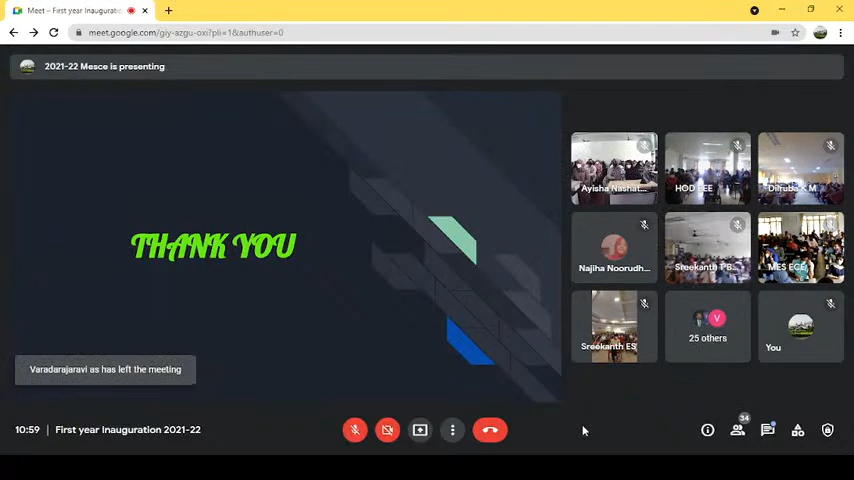 Meet – First year Inauguratio
meet.google.com/giy-azgu-oxi?pli=1&authuser=0
2021-22 Mesce is presenting
THANK YOU
Ayisha Nashat...
HOD EEE
Dilruba K M
Najiha Noorudh...
Sreekanth PB...
MES ECE
Sreekanth ES
V
25 others
You
Varadarajaravi as has left the meeting
10:59 | First year Inauguration 2021-22
34